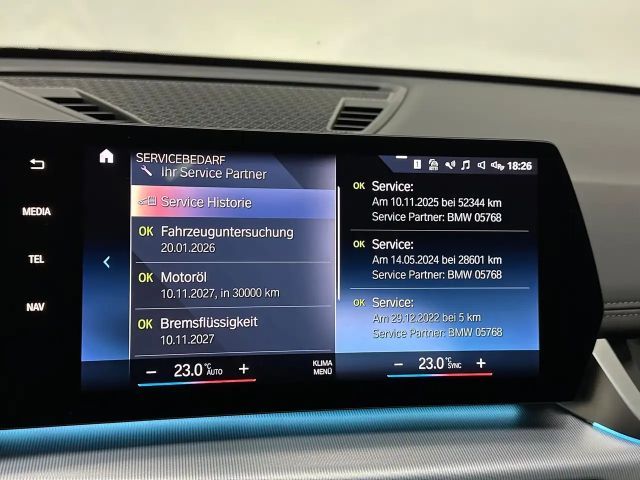 18:26
MEDIA
TEL
NAV
SERVICEBEDARF
Ihr Service Partner
Service Historie
OK Fahrzeuguntersuchung
20.01.2026
OK Motoröl
10.11.2027, in 30000 km
OK Bremsflüssigkeit
10.11.2027
OK Service:
Am 10.11.2025 bei 52344 km
Service Partner: BMW 05768
OK Service:
Am 14.05.2024 bei 28601 km
Service Partner: BMW 05768
OK Service:
Am 29.12.2022 bei 5 km
Service Partner: BMW 05768
− 23.0 °C AUTO +
KLIMA
MENÜ
− 23.0 °C SYNC +